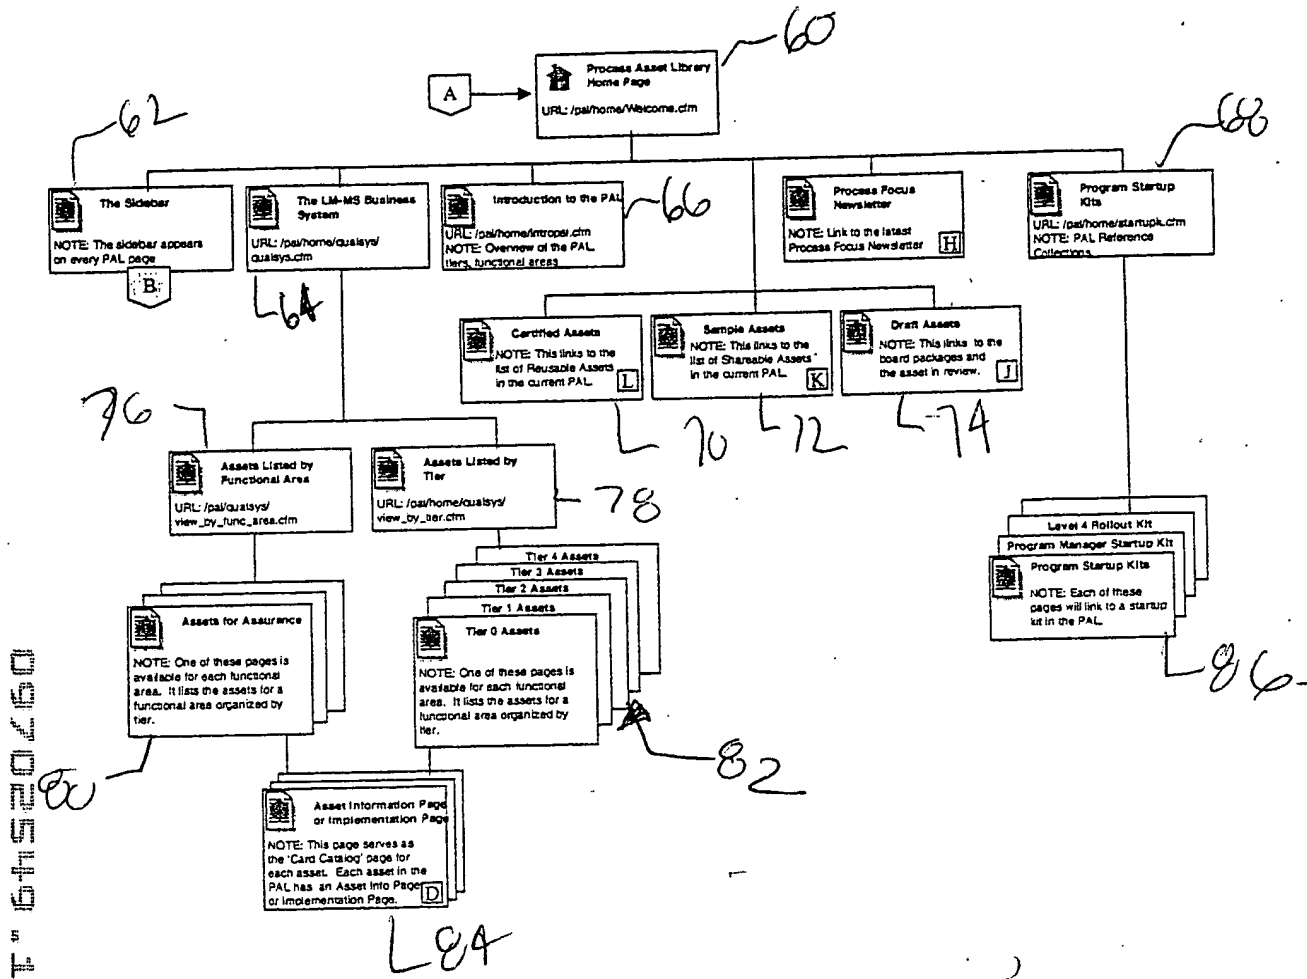 60
Process Asset Library
Home Page
URL: /pal/home/Welcome.cfm
A
62
The Sidebar
NOTE: The sidebar appears
on every PAL page
B
The LM-MS Business
System
URL: /pal/home/qualsys/
qualsys.cfm
64
Introduction to the PAL
NOTE: Overview of the PAL,
tiers, functional areas
66
Process Focus
Newsletter
NOTE: Link to the latest
Process Focus Newsletter
H
68
Program Startup
Kits
URL: /pal/home/startupk.cfm
NOTE: PAL Reference
Collections.
Certified Assets
NOTE: This links to the
list of Reusable Assets
in the current PAL.
L
70
Sample Assets
NOTE: This links to the
list of Shareable Assets
in the current PAL.
K
72
Draft Assets
NOTE: This links to the
board packages and
the asset in review.
J
74
76
Assets Listed by
Functional Area
URL: /pal/qualsys/
view_by_func_area.cfm
Assets Listed by
Tier
URL: /pal/home/qualsys/
view_by_tier.cfm
78
Level 4 Rollout Kit
Program Manager Startup Kit
Program Startup Kits
NOTE: Each of these
pages will link to a startup
kit in the PAL.
86
Assets for Assurance
NOTE: One of these pages is
available for each functional
area. It lists the assets for a
functional area organized by
tier.
80
Tier 4 Assets
Tier 3 Assets
Tier 2 Assets
Tier 1 Assets
Tier 0 Assets
NOTE: One of these pages is
available for each functional
area. It lists the assets for a
functional area organized by
tier.
82
Asset Information Page
or Implementation Page
NOTE: This page serves as
the 'Card Catalog' page for
each asset. Each asset in the
PAL has an Asset Info Page
or Implementation Page.
D
84